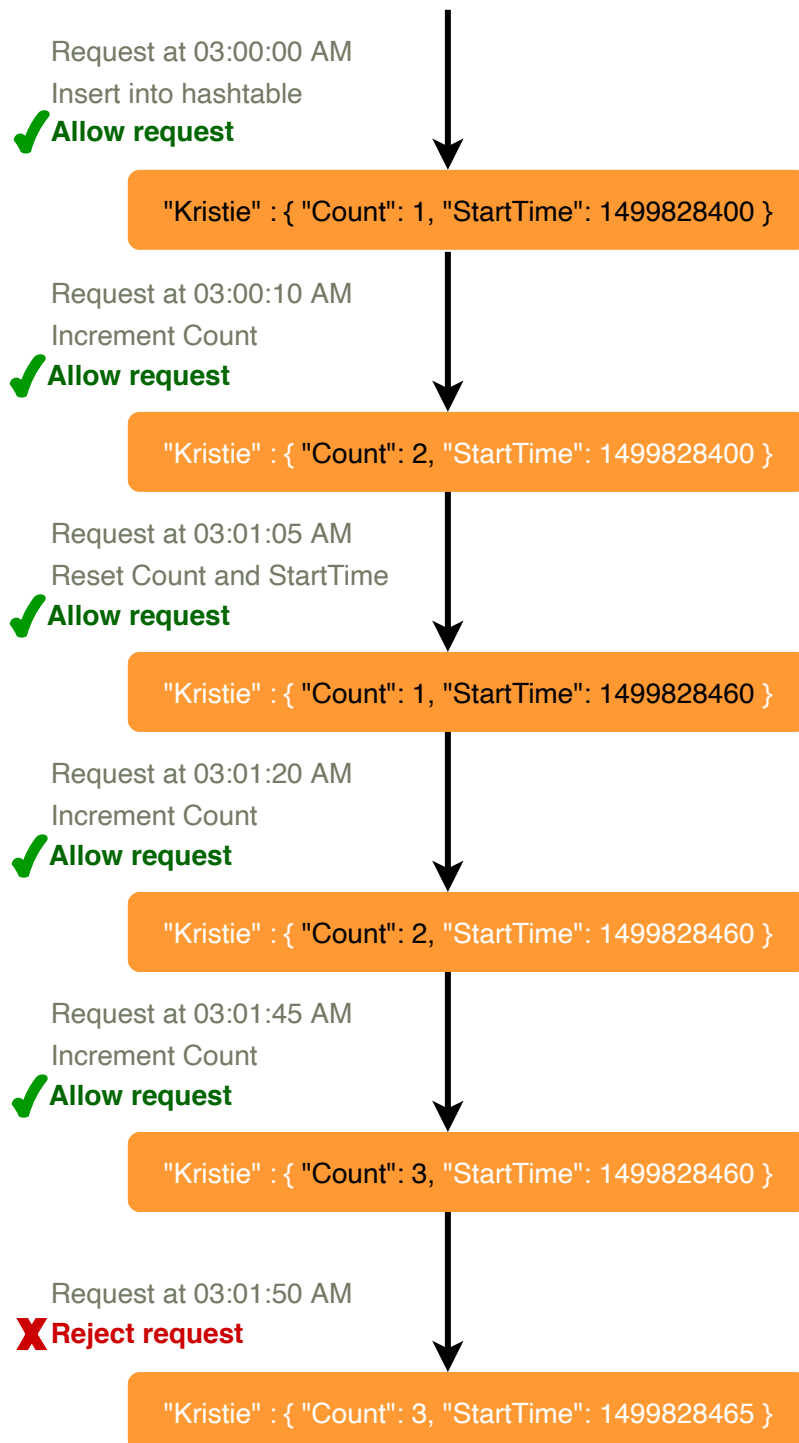 Request at 03:00:00 AM
Insert into hashtable
Allow request
"Kristie" : { "Count": 1, "StartTime": 1499828400 }
Request at 03:00:10 AM
Increment Count
Allow request
"Kristie" : { "Count": 2, "StartTime": 1499828400 }
Request at 03:01:05 AM
Reset Count and StartTime
Allow request
"Kristie" : { "Count": 1, "StartTime": 1499828460 }
Request at 03:01:20 AM
Increment Count
Allow request
"Kristie" : { "Count": 2, "StartTime": 1499828460 }
Request at 03:01:45 AM
Increment Count
Allow request
"Kristie" : { "Count": 3, "StartTime": 1499828460 }
Request at 03:01:50 AM
Reject request
"Kristie" : { "Count": 3, "StartTime": 1499828465 }